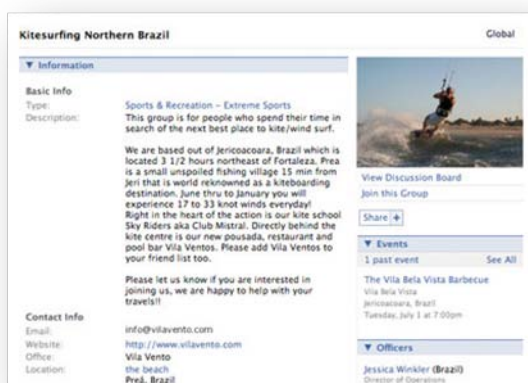 Kitesurfing Northern Brazil
Global
Information
Basic Info
Type: Sports & Recreation – Extreme Sports
Description: This group is for people who spend their time in
search of the next best place to kite/wind surf.
We are based out of Jericoacoara, Brazil which is
located 3 1/2 hours northeast of Fortaleza. Prea
is a small unspoiled fishing village 15 min from
Jeri that is world reknowned as a kiteboarding
destination. June thru to January you will
experience 17 to 33 knot winds everyday!
Right in the heart of the action is our kite school
Sky Riders aka Club Mistral. Directly behind the
kite centre is our new pousada, restaurant and
pool bar Vila Ventos. Please add Vila Ventos to
your friend list too.
Please let us know if you are interested in
joining us, we are happy to help with your
travels!!
Contact Info
Email: info@vilavento.com
Website: http://www.vilavento.com
Office: Vila Vento
Location: the beach
Preá, Brazil
View Discussion Board
Join this Group
Share +
Events
1 past event See All
The Vila Bela Vista Barbecue
Vila Bela Vista
Jericoacoara, Brazil
Tuesday, July 1 at 7:00pm
Officers
Jessica Winkler (Brazil)
Director of Operations